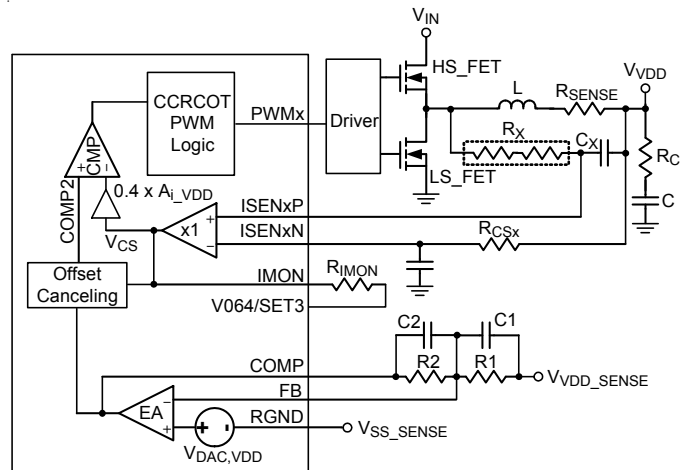 V_IN
HS_FET
L
R_SENSE
V_VDD
CCRCOT
PWM
Logic
PWMx
Driver
R_X
C_X
R_C
LS_FET
C
CMP
+
-
COMP2
0.4 x A_i_VDD
ISENxP
+
x1
V_CS
ISENxN
-
R_CSx
Offset
Canceling
IMON
R_IMON
V064/SET3
C2
C1
COMP
R2
R1
V_VDD_SENSE
FB
EA
-
+
+
-
RGND
V_SS_SENSE
V_DAC,VDD